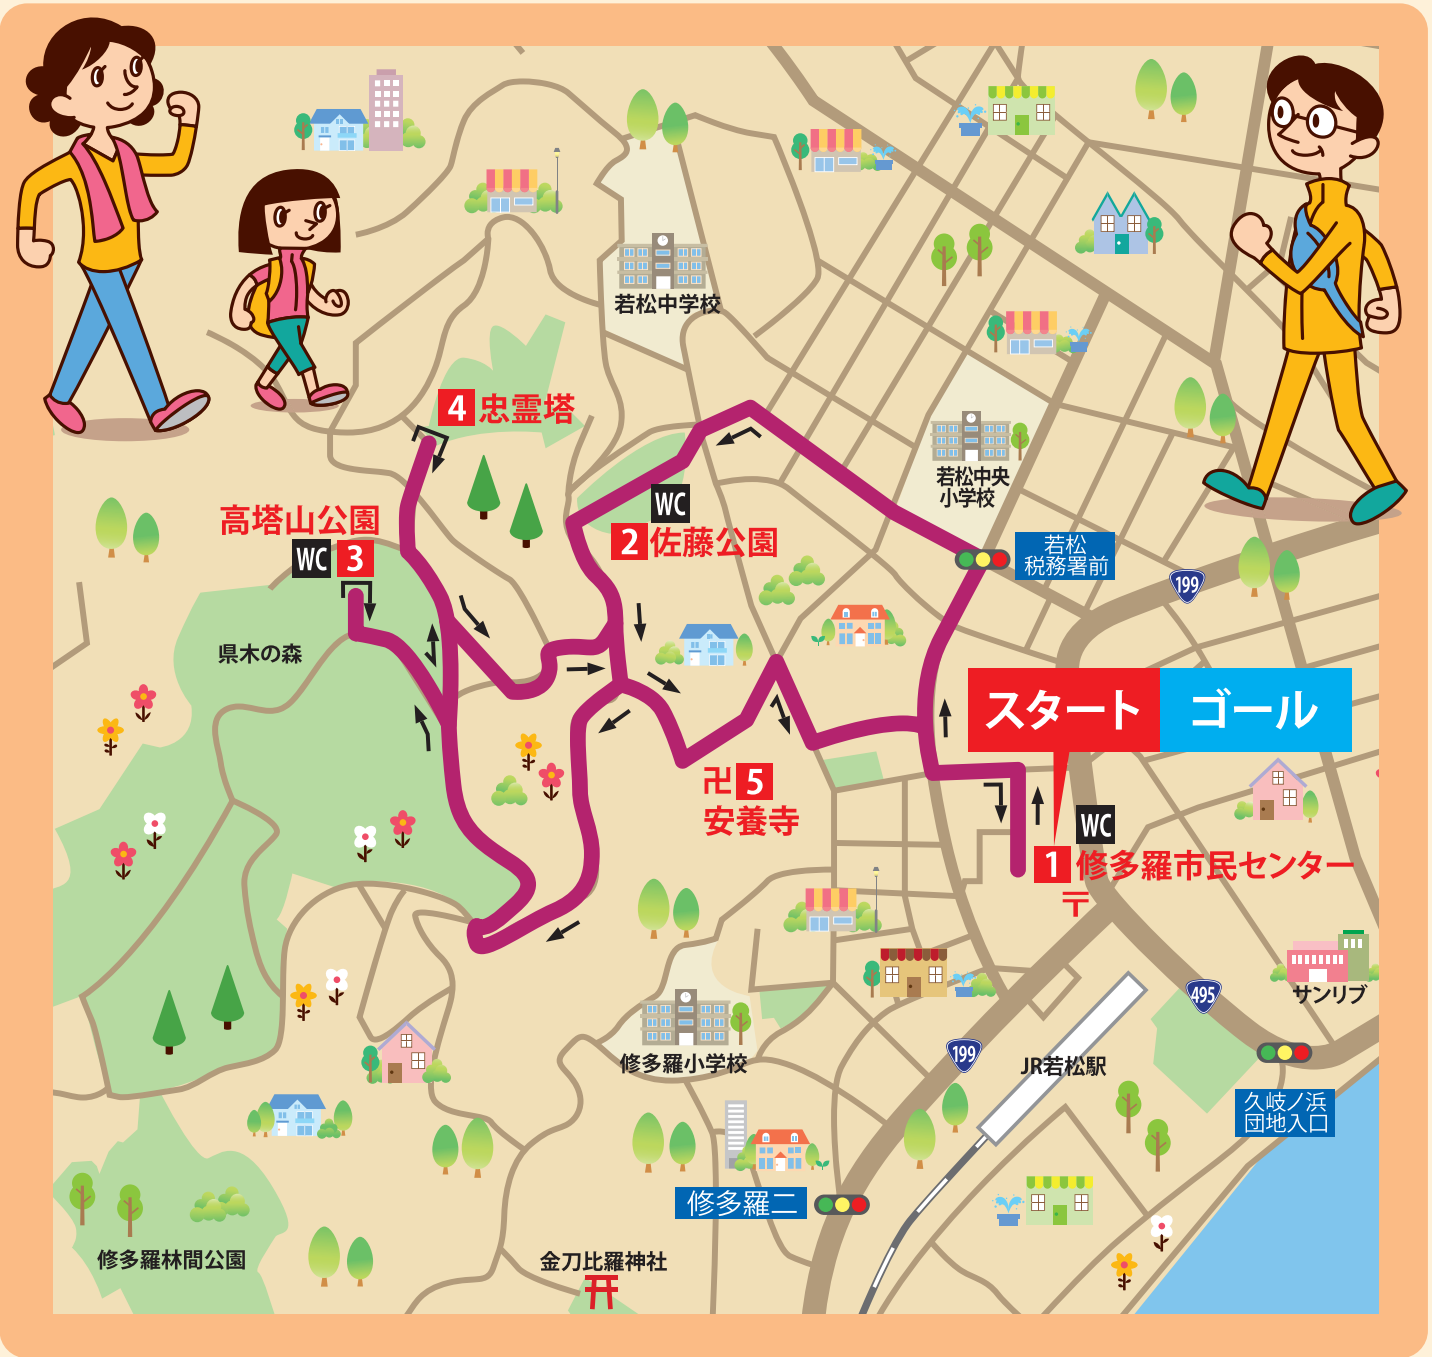 若松中学校
4 忠霊塔
若松中央
小学校
WC
2 佐藤公園
高塔山公園
WC
3
若松
税務署前
199
県木の森
スタート
ゴール
卍 5
安養寺
WC
1 修多羅市民センター
〒
サンリブ
495
199
修多羅小学校
JR若松駅
久岐ノ浜
団地入口
修多羅二
修多羅林間公園
金刀比羅神社